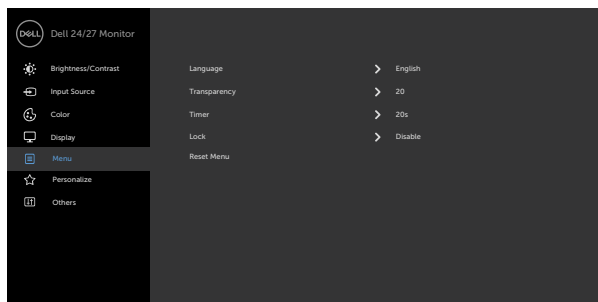 DELL Dell 24/27 Monitor
Brightness/Contrast Language English
Input Source Transparency 20
Color Timer 20s
Display Lock Disable
Menu Reset Menu
Personalize
Others